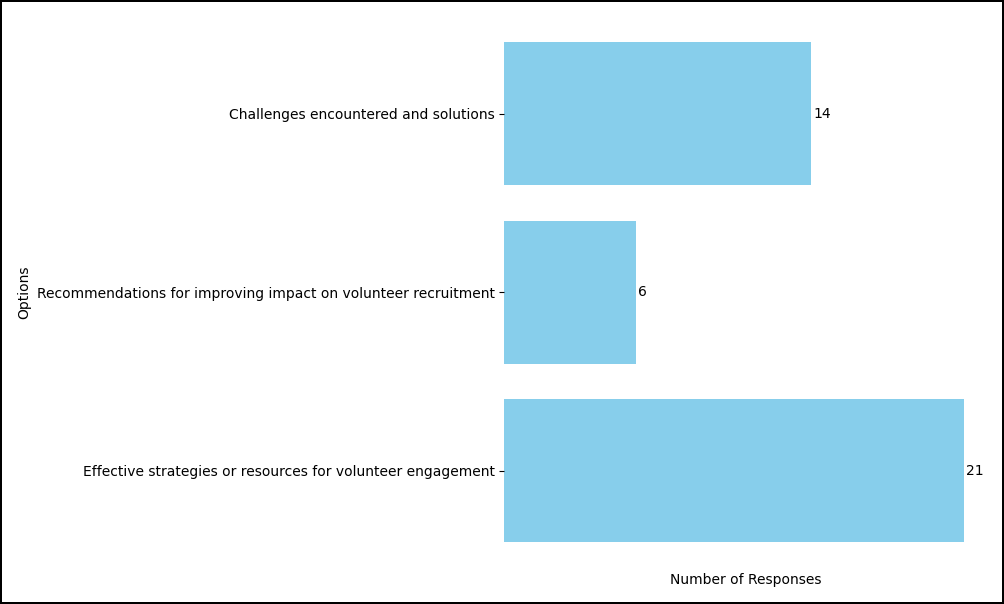 Challenges encountered and solutions
14
Options
Recommendations for improving impact on volunteer recruitment
6
Effective strategies or resources for volunteer engagement
21
Number of Responses